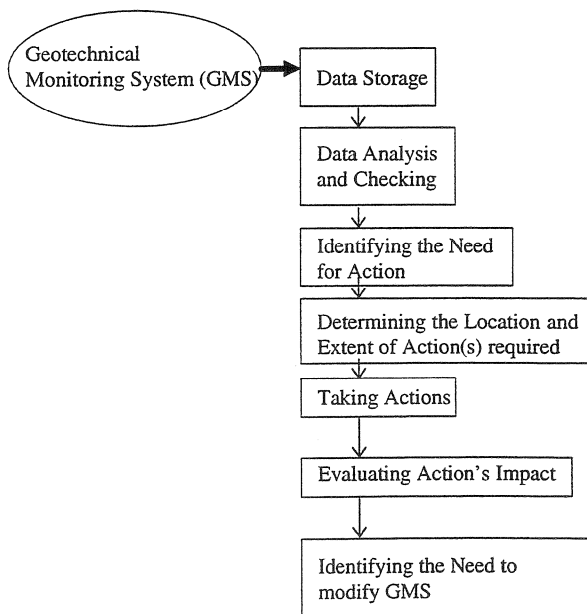 Geotechnical
Monitoring System (GMS)
Data Storage
Data Analysis
and Checking
Identifying the Need
for Action
Determining the Location and
Extent of Action(s) required
Taking Actions
Evaluating Action's Impact
Identifying the Need to
modify GMS